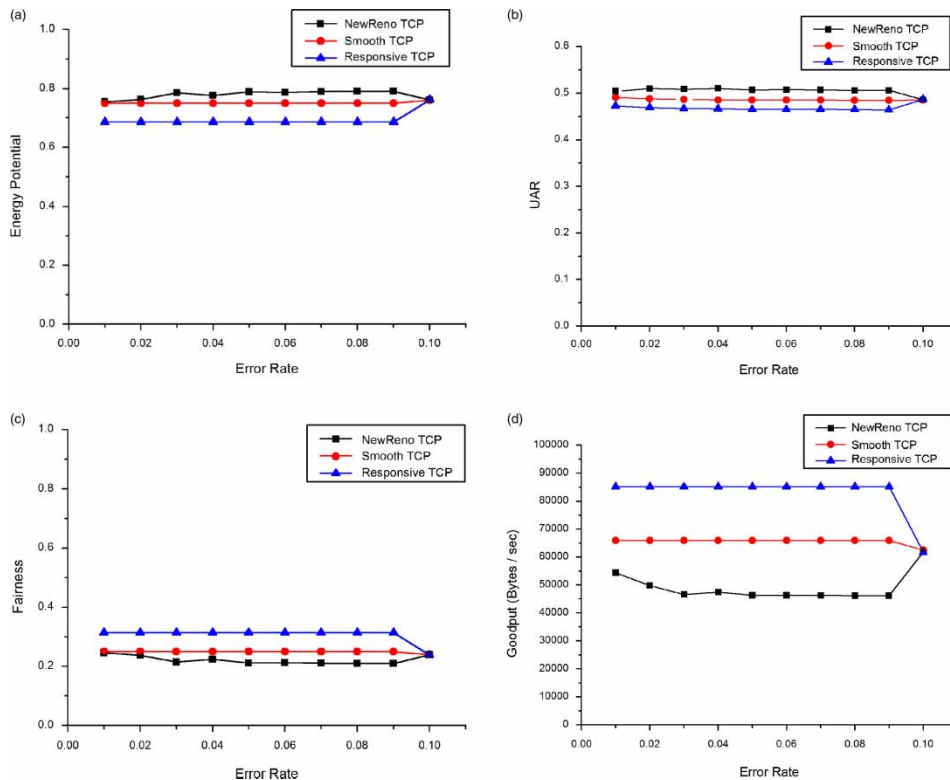 (a)
NewReno TCP
Smooth TCP
Responsive TCP
1.0
0.8
0.6
0.4
0.2
0.0
Energy Potential
0.00
0.02
0.04
0.06
0.08
0.10
Error Rate
(b)
NewReno TCP
Smooth TCP
Responsive TCP
0.6
0.5
0.4
0.3
0.2
0.1
0.0
UAR
0.00
0.02
0.04
0.06
0.08
0.10
Error Rate
(c)
NewReno TCP
Smooth TCP
Responsive TCP
1.0
0.8
0.6
0.4
0.2
0.0
Fairness
0.00
0.02
0.04
0.06
0.08
0.10
Error Rate
(d)
NewReno TCP
Smooth TCP
Responsive TCP
100000
90000
80000
70000
60000
50000
40000
30000
20000
10000
0
Goodput (Bytes / sec)
0.00
0.02
0.04
0.06
0.08
0.10
Error Rate